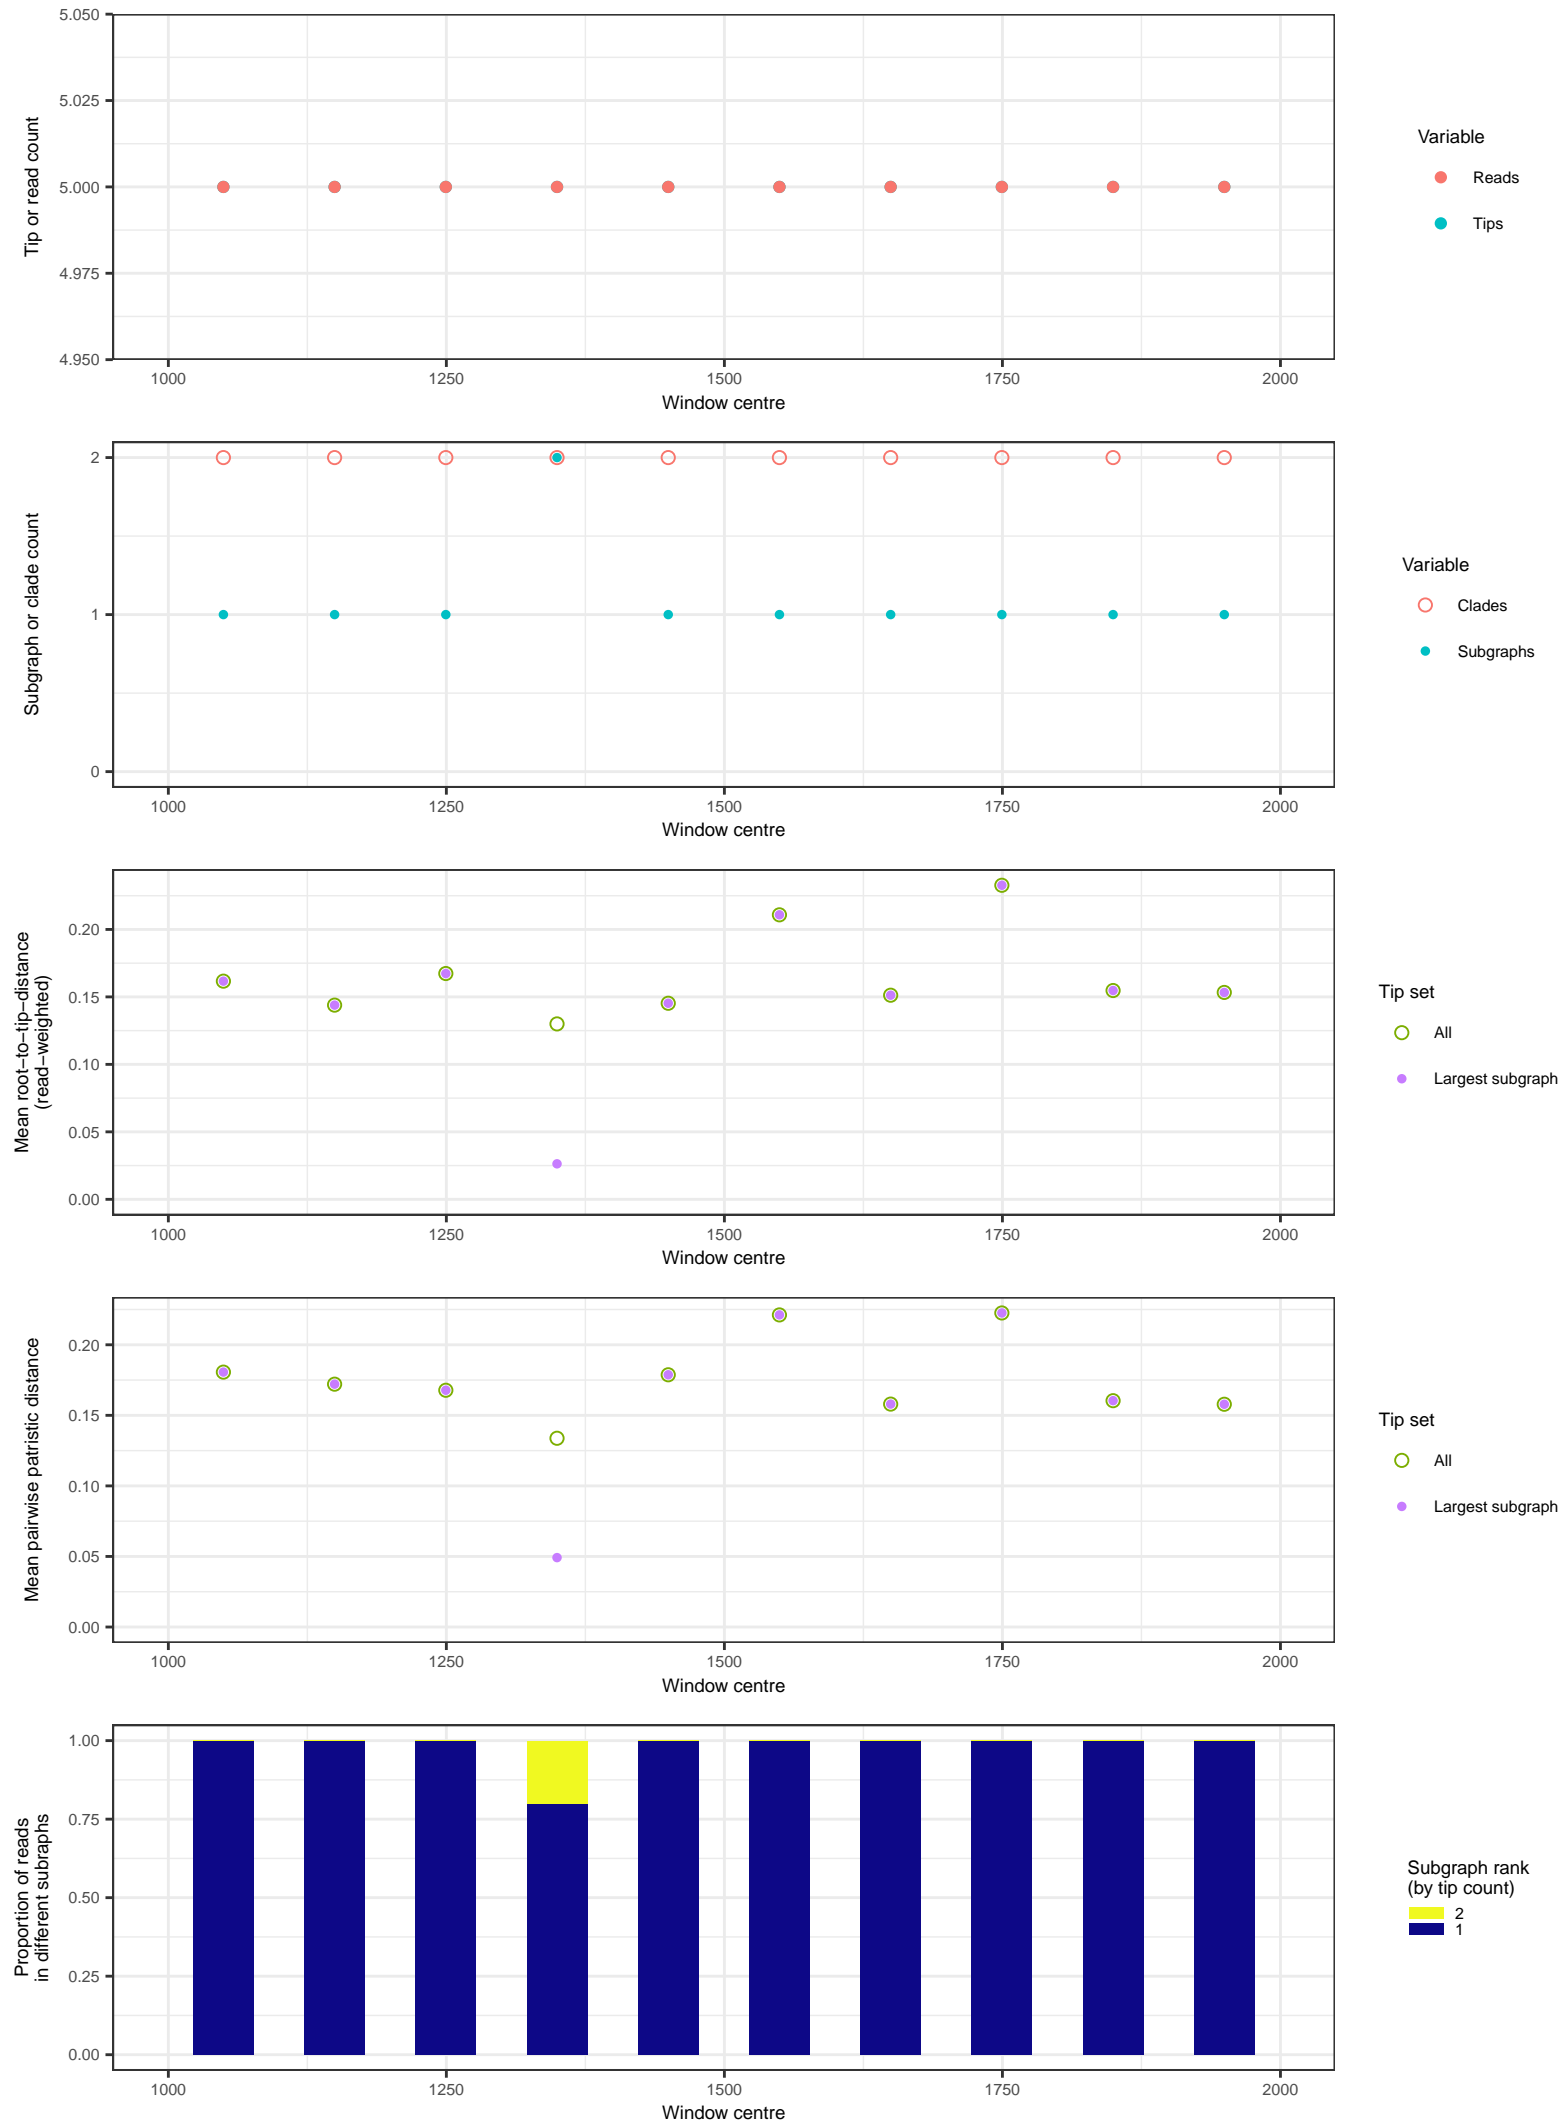 5.050
5.025
5.000
4.975
4.950
Tip or read count
1000 1250 1500 1750 2000
Window centre
Variable
Reads
Tips
2
1
0
Subgraph or clade count
1000 1250 1500 1750 2000
Window centre
Variable
Clades
Subgraphs
0.20
0.15
0.10
0.05
0.00
Mean root−to−tip−distance
(read−weighted)
1000 1250 1500 1750 2000
Window centre
Tip set
All
Largest subgraph
0.20
0.15
0.10
0.05
0.00
Mean pairwise patristic distance
1000 1250 1500 1750 2000
Window centre
Tip set
All
Largest subgraph
1.00
0.75
0.50
0.25
0.00
Proportion of reads
in different subraphs
1000 1250 1500 1750 2000
Window centre
Subgraph rank
(by tip count)
2
1